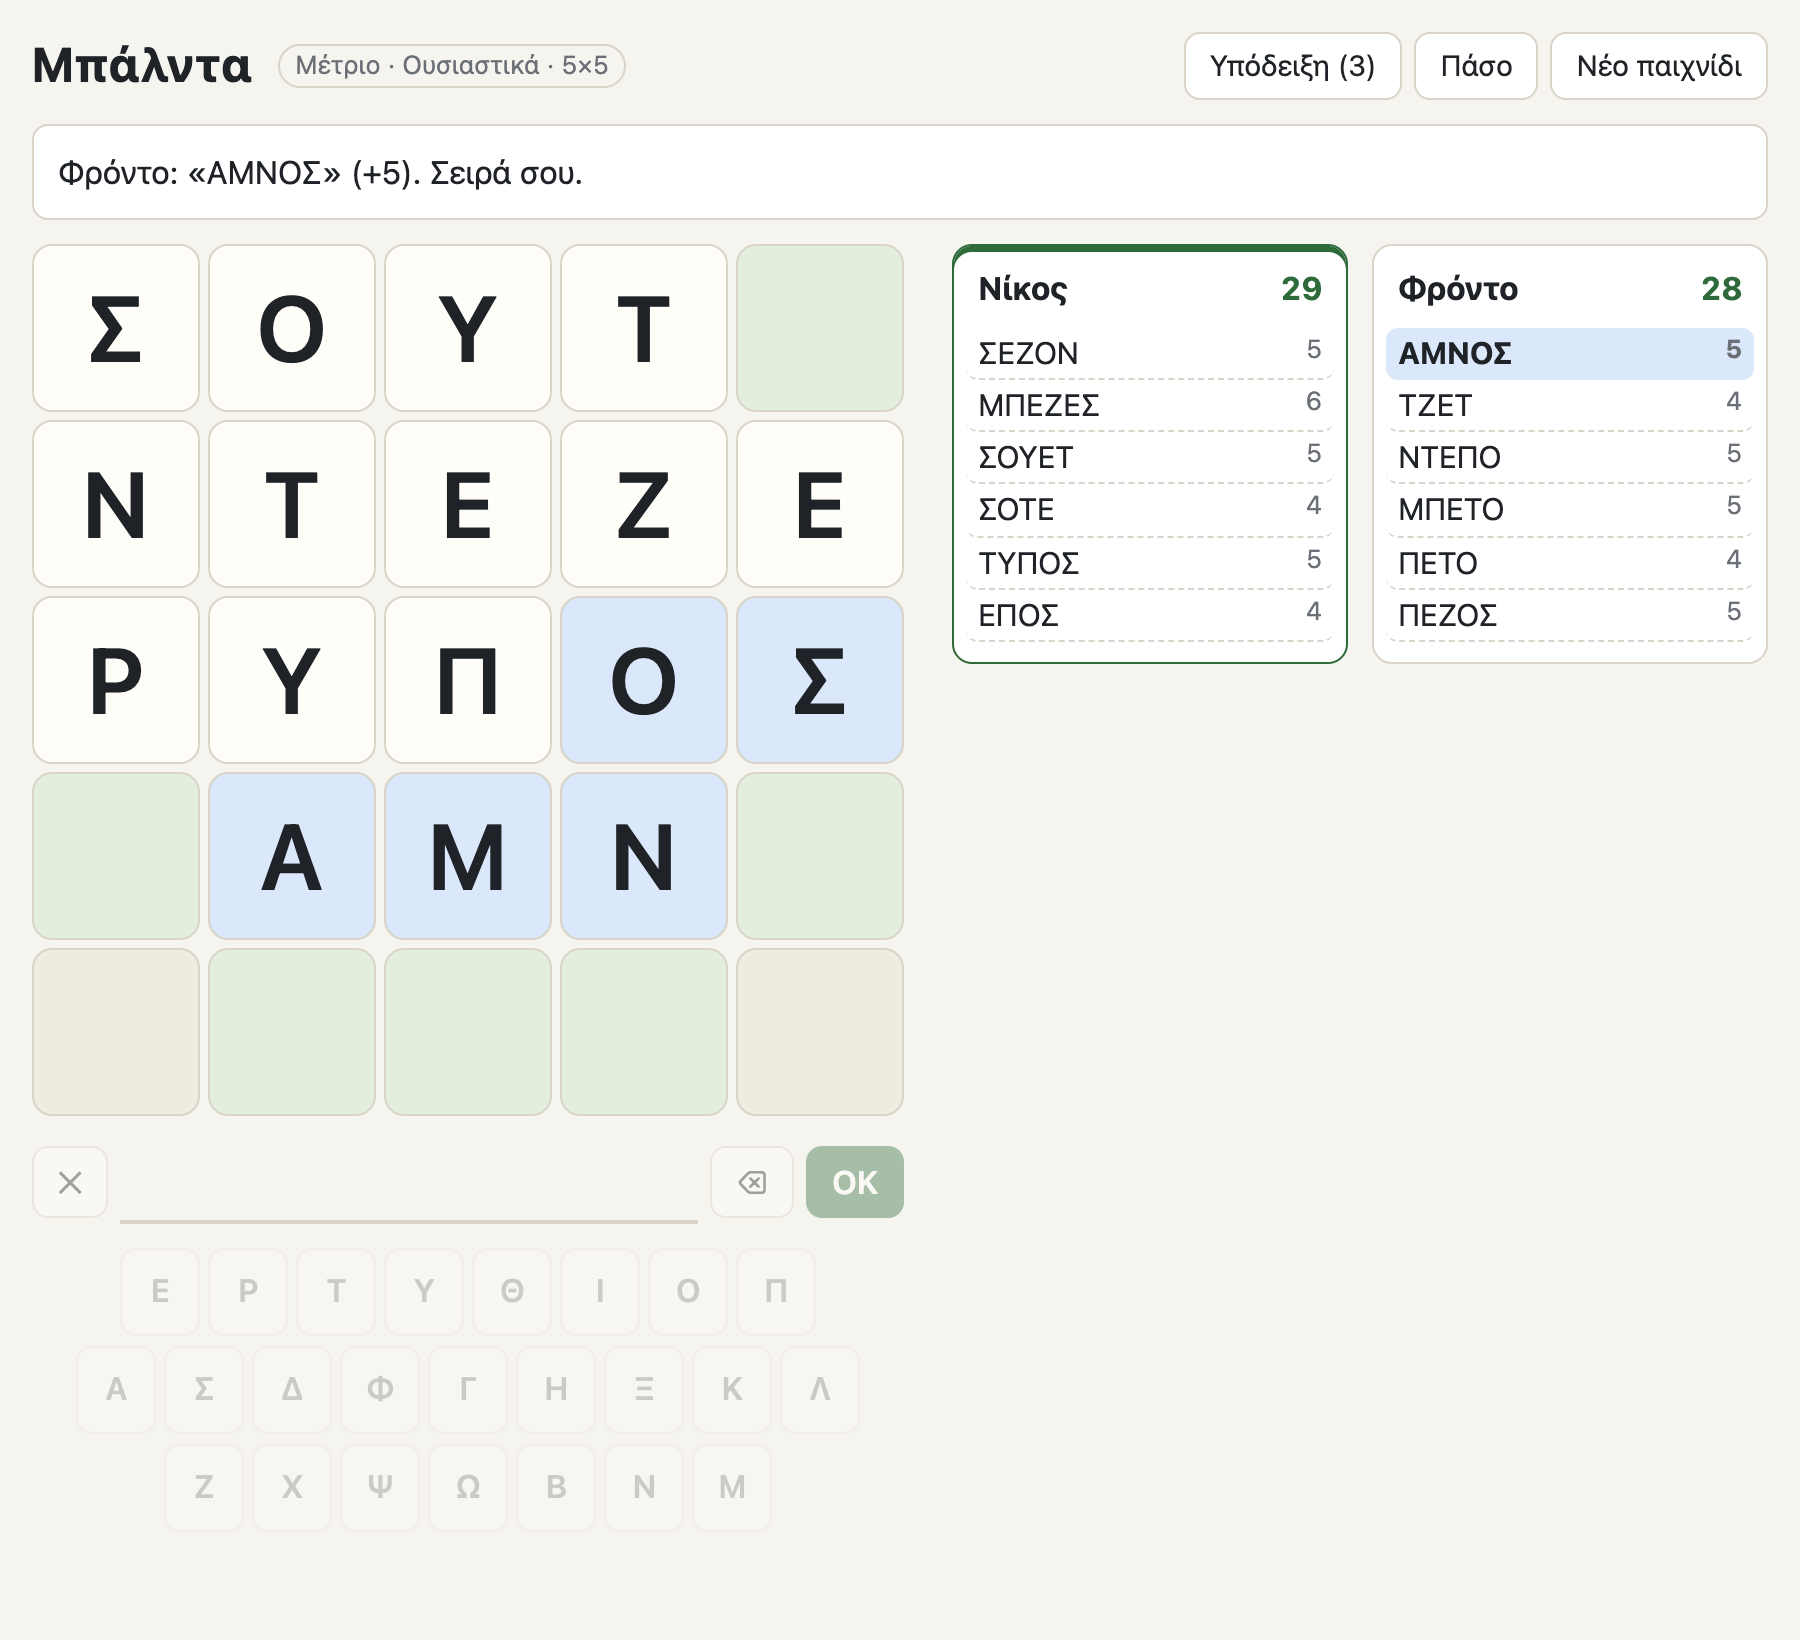 Μπάλντα
Μέτριο · Ουσιαστικά · 5×5
Υπόδειξη (3)
Πάσο
Νέο παιχνίδι
Φρόντο: «ΑΜΝΟΣ» (+5). Σειρά σου.
Σ Ο Υ Τ
Ν Τ Ε Ζ Ε
Ρ Υ Π Ο Σ
Α Μ Ν
Νίκος 29
ΣΕΖΟΝ 5
ΜΠΕΖΕΣ 6
ΣΟΥΕΤ 5
ΣΟΤΕ 4
ΤΥΠΟΣ 5
ΕΠΟΣ 4
Φρόντο 28
ΑΜΝΟΣ 5
ΤΖΕΤ 4
ΝΤΕΠΟ 5
ΜΠΕΤΟ 5
ΠΕΤΟ 4
ΠΕΖΟΣ 5
OK
Ε Ρ Τ Υ Θ Ι Ο Π
Α Σ Δ Φ Γ Η Ξ Κ Λ
Ζ Χ Ψ Ω Β Ν Μ